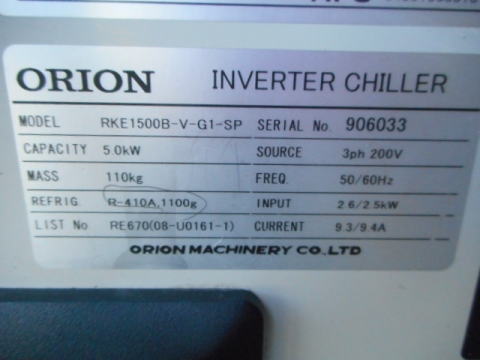 ORION INVERTER CHILLER
MODEL RKE1500B-V-G1-SP SERIAL No. 906033
CAPACITY 5.0kW SOURCE 3ph 200V
MASS 110kg FREQ. 50/60Hz
REFRIG. R-410A,1100g INPUT 2.6/2.5kW
LIST No RE670(08-U0161-1) CURRENT 9.3/9.4A
ORION MACHINERY CO.,LTD